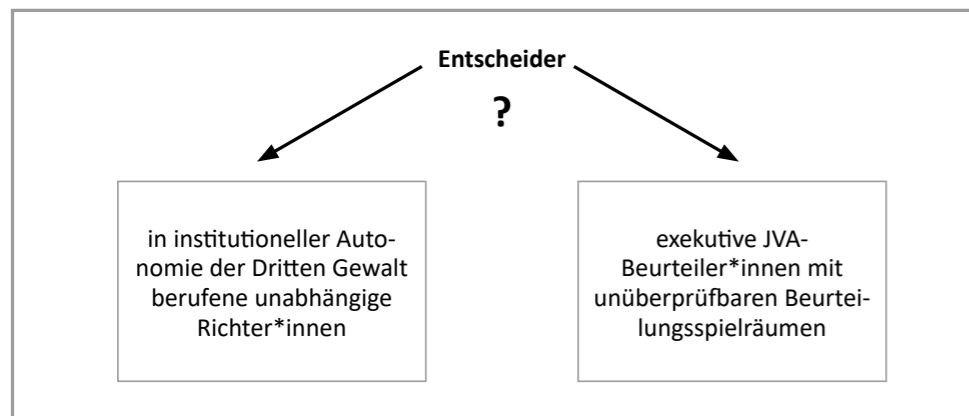 Entscheider
?
in institutioneller Auto-
nomie der Dritten Gewalt
berufene unabhängige
Richter*innen
exekutive JVA-
Beurteiler*innen mit
unüberprüfbaren Beurtei-
lungsspielräumen